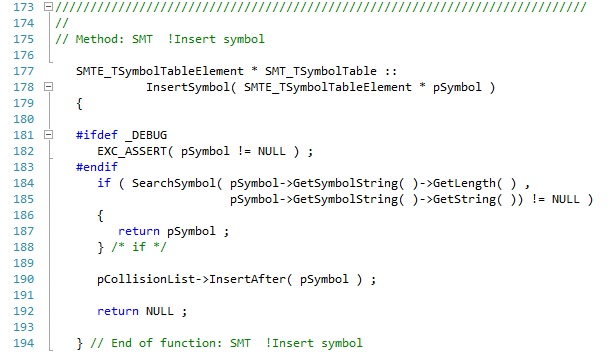 173 ////////////////////////////////////////////////////////////////////////////
174 //
175 // Method: SMT  !Insert symbol
176
177    SMTE_TSymbolTableElement * SMT_TSymbolTable ::
178              InsertSymbol( SMTE_TSymbolTableElement * pSymbol )
179    {
180
181    #ifdef _DEBUG
182       EXC_ASSERT( pSymbol != NULL ) ;
183    #endif
184       if ( SearchSymbol( pSymbol->GetSymbolString( )->GetLength( ) ,
185                          pSymbol->GetSymbolString( )->GetString( )) != NULL )
186       {
187          return pSymbol ;
188       } /* if */
189
190       pCollisionList->InsertAfter( pSymbol ) ;
191
192       return NULL ;
193
194    } // End of function: SMT  !Insert symbol